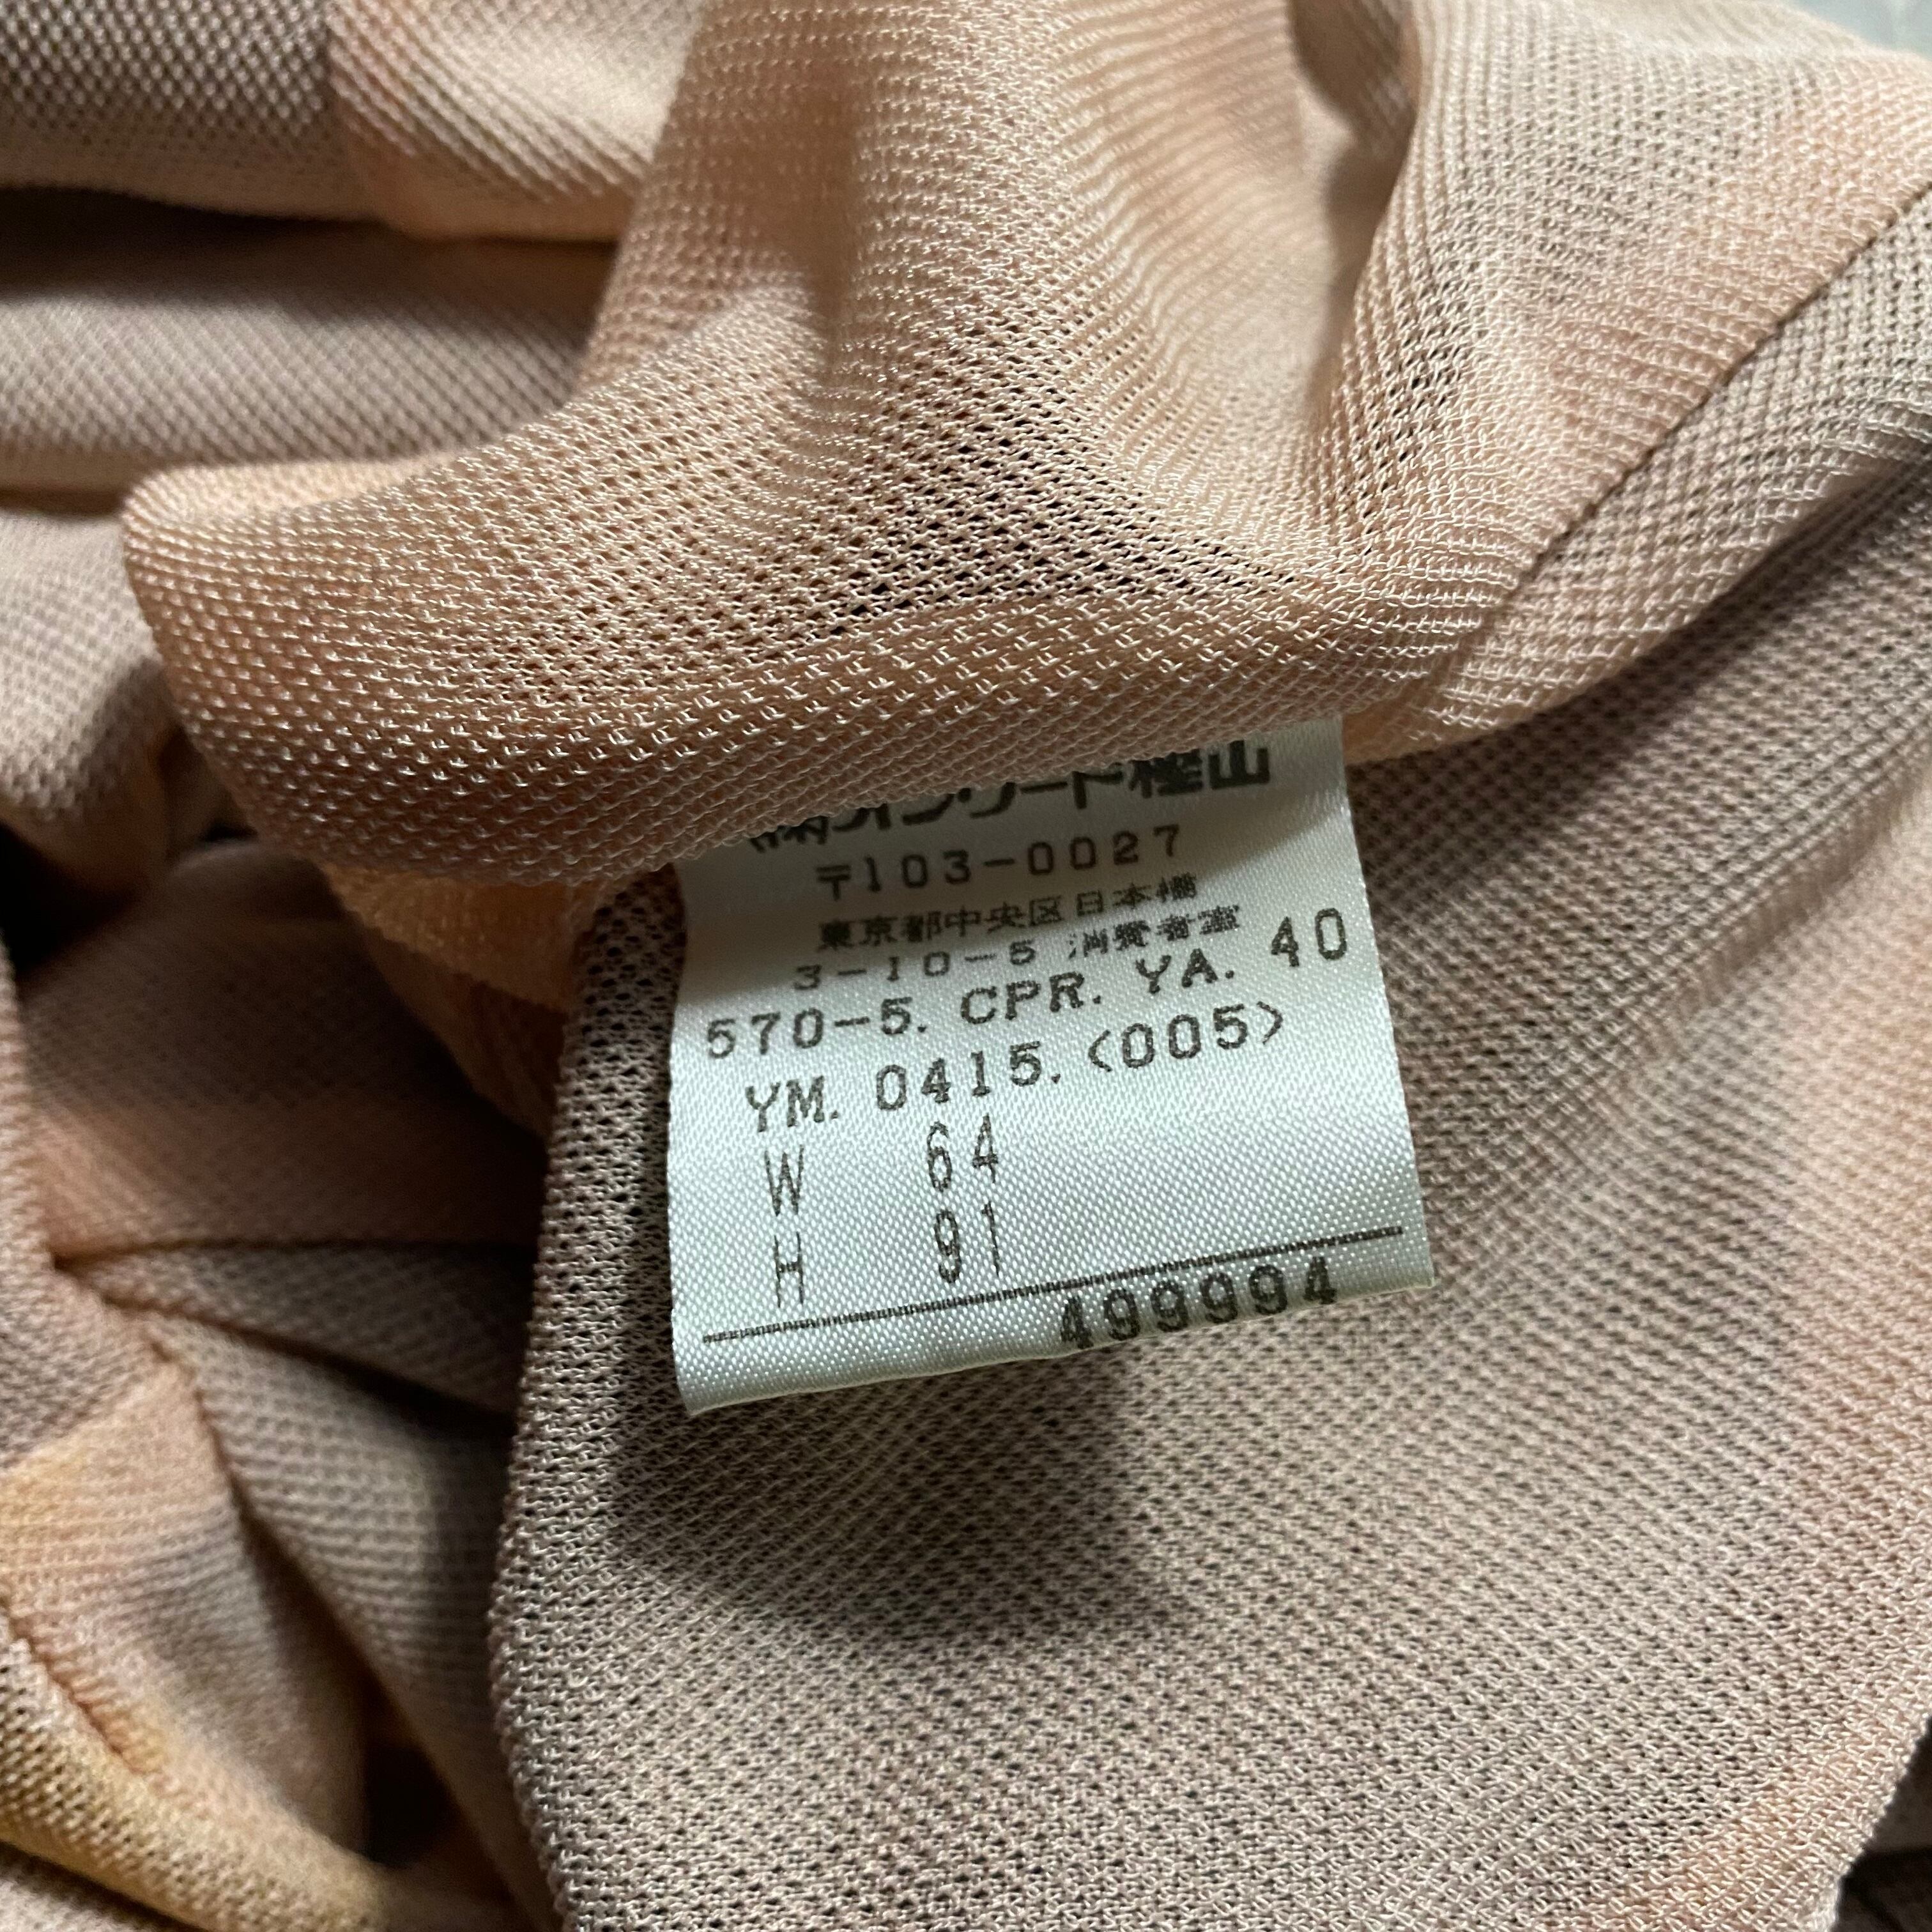 (株)オンワード樫山
〒103-0027
東京都中央区日本橋
3-10-5 消費者室
570-5. CPR. YA. 40
YM. 0415.<005>
W 64
H 91
499994